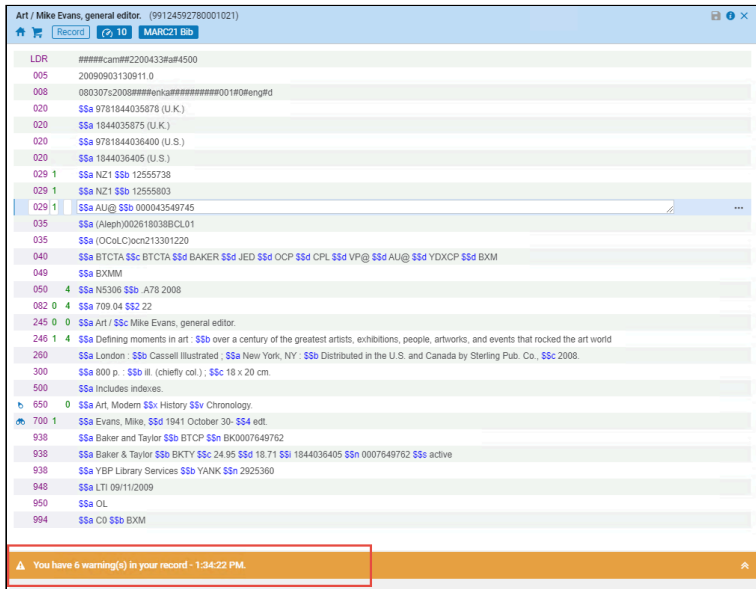 Art / Mike Evans, general editor. (99124592780001021)
Record 10 MARC21 Bib
LDR #####cam##2200433#a#4500
005 20090903130911.0
008 080307s2008####enka##########001#0#eng#d
020 $$a 9781844035878 (U.K.)
020 $$a 1844035875 (U.K.)
020 $$a 9781844036400 (U.S.)
020 $$a 1844036405 (U.S.)
029 1 $$a NZ1 $$b 12555738
029 1 $$a NZ1 $$b 12555803
029 1 $$a AU@ $$b 000043549745 ...
035 $$a (Aleph)002618038BCL01
035 $$a (OCoLC)ocn213301220
040 $$a BTCTA $$c BTCTA $$d BAKER $$d JED $$d OCP $$d CPL $$d VP@ $$d AU@ $$d YDXCP $$d BXM
049 $$a BXMM
050 4 $$a N5306 $$b .A78 2008
082 0 4 $$a 709.04 $$2 22
245 0 0 $$a Art / $$c Mike Evans, general editor.
246 1 4 $$a Defining moments in art : $$b over a century of the greatest artists, exhibitions, people, artworks, and events that rocked the art world
260 $$a London : $$b Cassell Illustrated ; $$a New York, NY : $$b Distributed in the U.S. and Canada by Sterling Pub. Co., $$c 2008.
300 $$a 800 p. : $$b ill. (chiefly col.) ; $$c 18 x 20 cm.
500 $$a Includes indexes.
650 0 $$a Art, Modern $$x History $$v Chronology.
700 1 $$a Evans, Mike, $$d 1941 October 30- $$4 edt.
938 $$a Baker and Taylor $$b BTCP $$n BK0007649762
938 $$a Baker & Taylor $$b BKTY $$c 24.95 $$d 18.71 $$i 1844036405 $$n 0007649762 $$s active
938 $$a YBP Library Services $$b YANK $$n 2925360
948 $$a LTI 09/11/2009
950 $$a OL
994 $$a C0 $$b BXM
You have 6 warning(s) in your record - 1:34:22 PM.